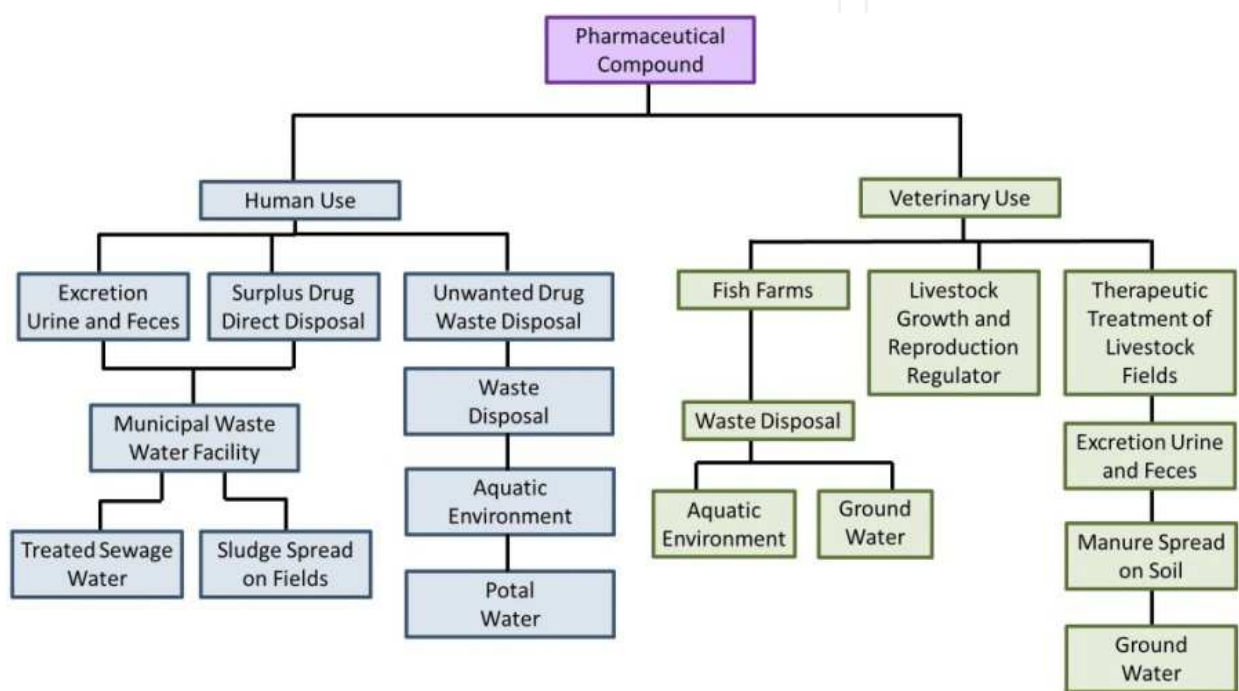 Pharmaceutical
Compound
Human Use
Veterinary Use
Excretion
Urine and Feces
Surplus Drug
Direct Disposal
Unwanted Drug
Waste Disposal
Fish Farms
Livestock
Growth and
Reproduction
Regulator
Therapeutic
Treatment of
Livestock
Fields
Waste
Disposal
Municipal Waste
Water Facility
Waste Disposal
Excretion Urine
and Feces
Aquatic
Environment
Aquatic
Environment
Ground
Water
Treated Sewage
Water
Sludge Spread
on Fields
Manure Spread
on Soil
Potal
Water
Ground
Water